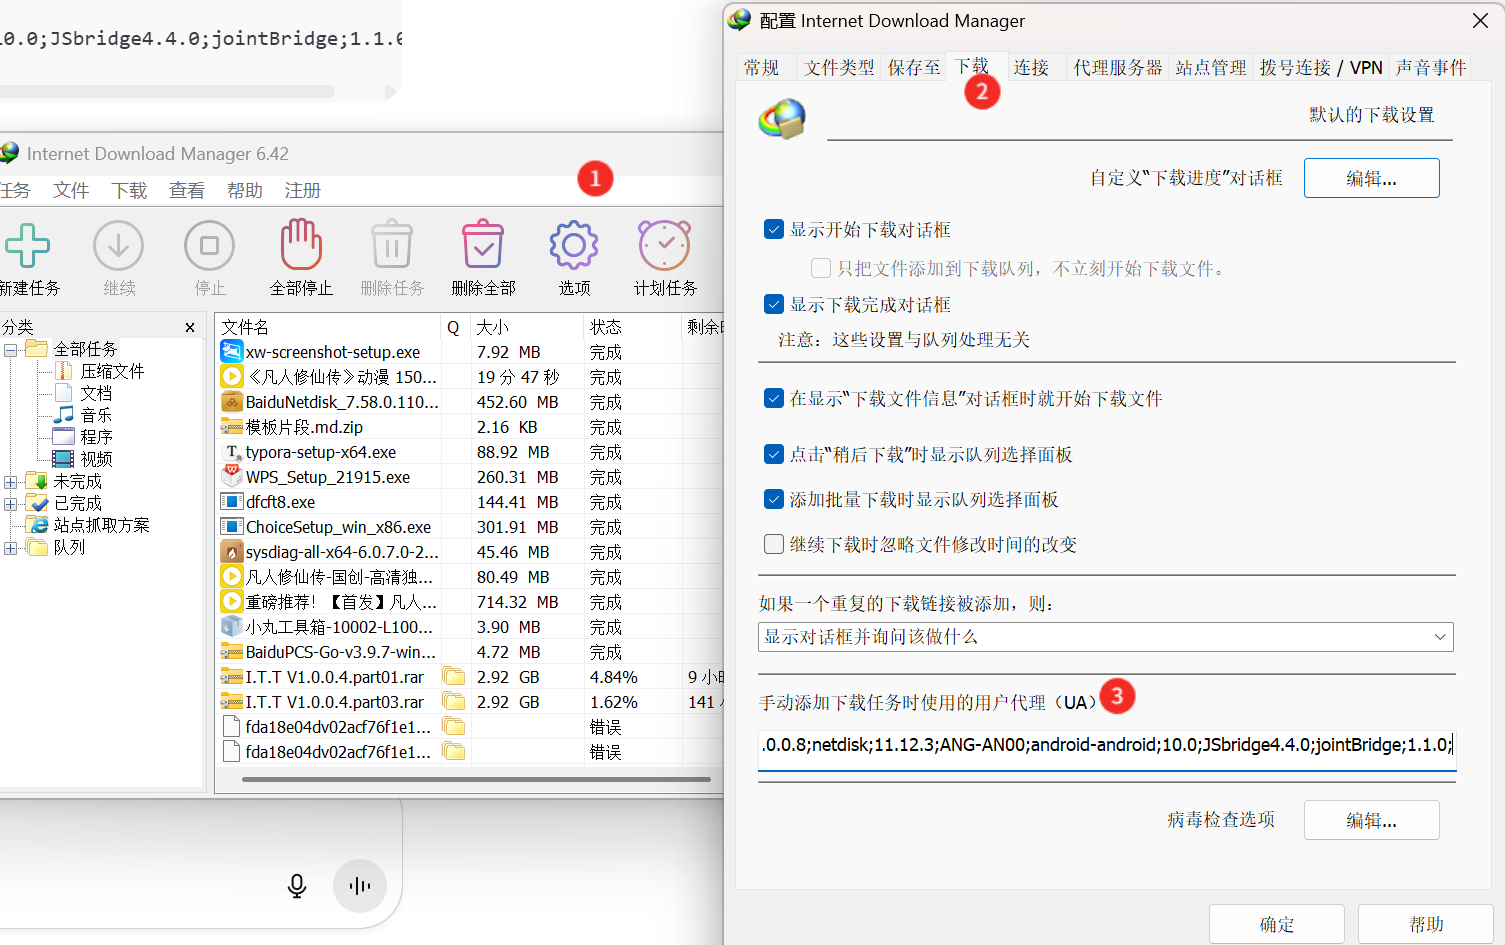 10.0;JSbridge4.4.0;jointBridge;1.1.0
Internet Download Manager 6.42
任务 文件 下载 查看 帮助 注册
1
新建任务 继续 停止 全部停止 删除任务 删除全部 选项 计划任务
分类
全部任务
压缩文件
文档
音乐
程序
视频
未完成
已完成
站点抓取方案
队列
文件名 Q 大小 状态 剩余
xw-screenshot-setup.exe 7.92 MB 完成
《凡人修仙传》动漫 150... 19 分 47 秒 完成
BaiduNetdisk_7.58.0.110... 452.60 MB 完成
模板片段.md.zip 2.16 KB 完成
typora-setup-x64.exe 88.92 MB 完成
WPS_Setup_21915.exe 260.31 MB 完成
dfcft8.exe 144.41 MB 完成
ChoiceSetup_win_x86.exe 301.91 MB 完成
sysdiag-all-x64-6.0.7.0-2... 45.46 MB 完成
凡人修仙传-国创-高清独... 80.49 MB 完成
重磅推荐！【首发】凡人... 714.32 MB 完成
小丸工具箱-10002-L100... 3.90 MB 完成
BaiduPCS-Go-v3.9.7-win... 4.72 MB 完成
I.T.T V1.0.0.4.part01.rar 2.92 GB 4.84% 9 小时
I.T.T V1.0.0.4.part03.rar 2.92 GB 1.62% 141
fda18e04dv02acf76f1e1... 错误
fda18e04dv02acf76f1e1... 错误
配置 Internet Download Manager
常规 文件类型 保存至 下载 连接 代理服务器 站点管理 拨号连接 / VPN 声音事件
2
默认的下载设置
自定义“下载进度”对话框 编辑...
显示开始下载对话框
只把文件添加到下载队列，不立刻开始下载文件。
显示下载完成对话框
注意：这些设置与队列处理无关
在显示“下载文件信息”对话框时就开始下载文件
点击“稍后下载”时显示队列选择面板
添加批量下载时显示队列选择面板
继续下载时忽略文件修改时间的改变
如果一个重复的下载链接被添加，则：
显示对话框并询问该做什么
手动添加下载任务时使用的用户代理（UA） 3
.0.0.8;netdisk;11.12.3;ANG-AN00;android-android;10.0;JSbridge4.4.0;jointBridge;1.1.0;
病毒检查选项 编辑...
确定 帮助